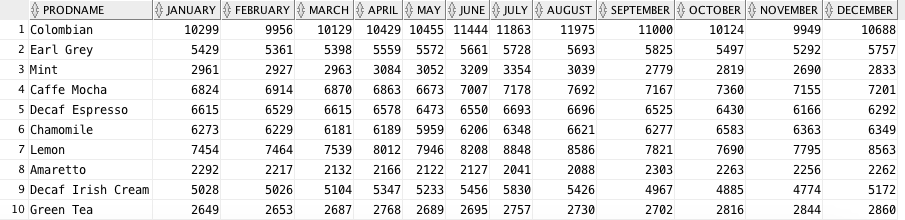 PRODNAME JANUARY FEBRUARY MARCH APRIL MAY JUNE JULY AUGUST SEPTEMBER OCTOBER NOVEMBER DECEMBER
1 Colombian 10299 9956 10129 10429 10455 11444 11863 11975 11000 10124 9949 10688
2 Earl Grey 5429 5361 5398 5559 5572 5661 5728 5693 5825 5497 5292 5757
3 Mint 2961 2927 2963 3084 3052 3209 3354 3039 2779 2819 2690 2833
4 Caffe Mocha 6824 6914 6870 6863 6673 7007 7178 7692 7167 7360 7155 7201
5 Decaf Espresso 6615 6529 6615 6578 6473 6550 6693 6696 6525 6430 6166 6292
6 Chamomile 6273 6229 6181 6189 5959 6206 6348 6621 6277 6583 6363 6349
7 Lemon 7454 7464 7539 8012 7946 8208 8848 8586 7821 7690 7795 8563
8 Amaretto 2292 2217 2132 2166 2122 2127 2041 2088 2303 2263 2256 2262
9 Decaf Irish Cream 5028 5026 5104 5347 5233 5456 5830 5426 4967 4885 4774 5172
10 Green Tea 2649 2653 2687 2768 2689 2695 2757 2730 2702 2816 2844 2860